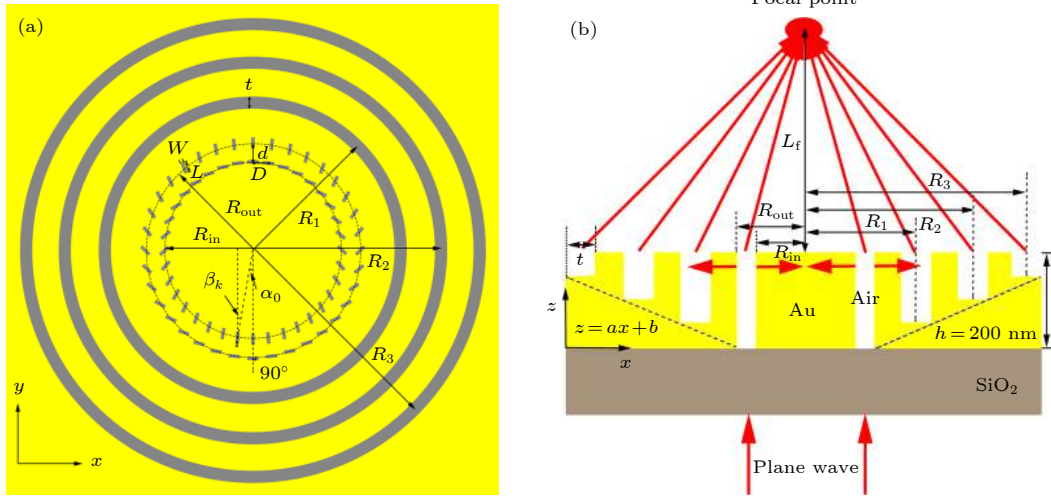 (a)
t
W
L
d
D
R_out
R_1
R_in
R_2
β_k
α_0
R_3
90°
y
x
Focal point
(b)
L_f
R_3
R_out
R_1
R_2
t
R_in
z
z=ax+b
Au
Air
h=200 nm
x
SiO_2
Plane wave